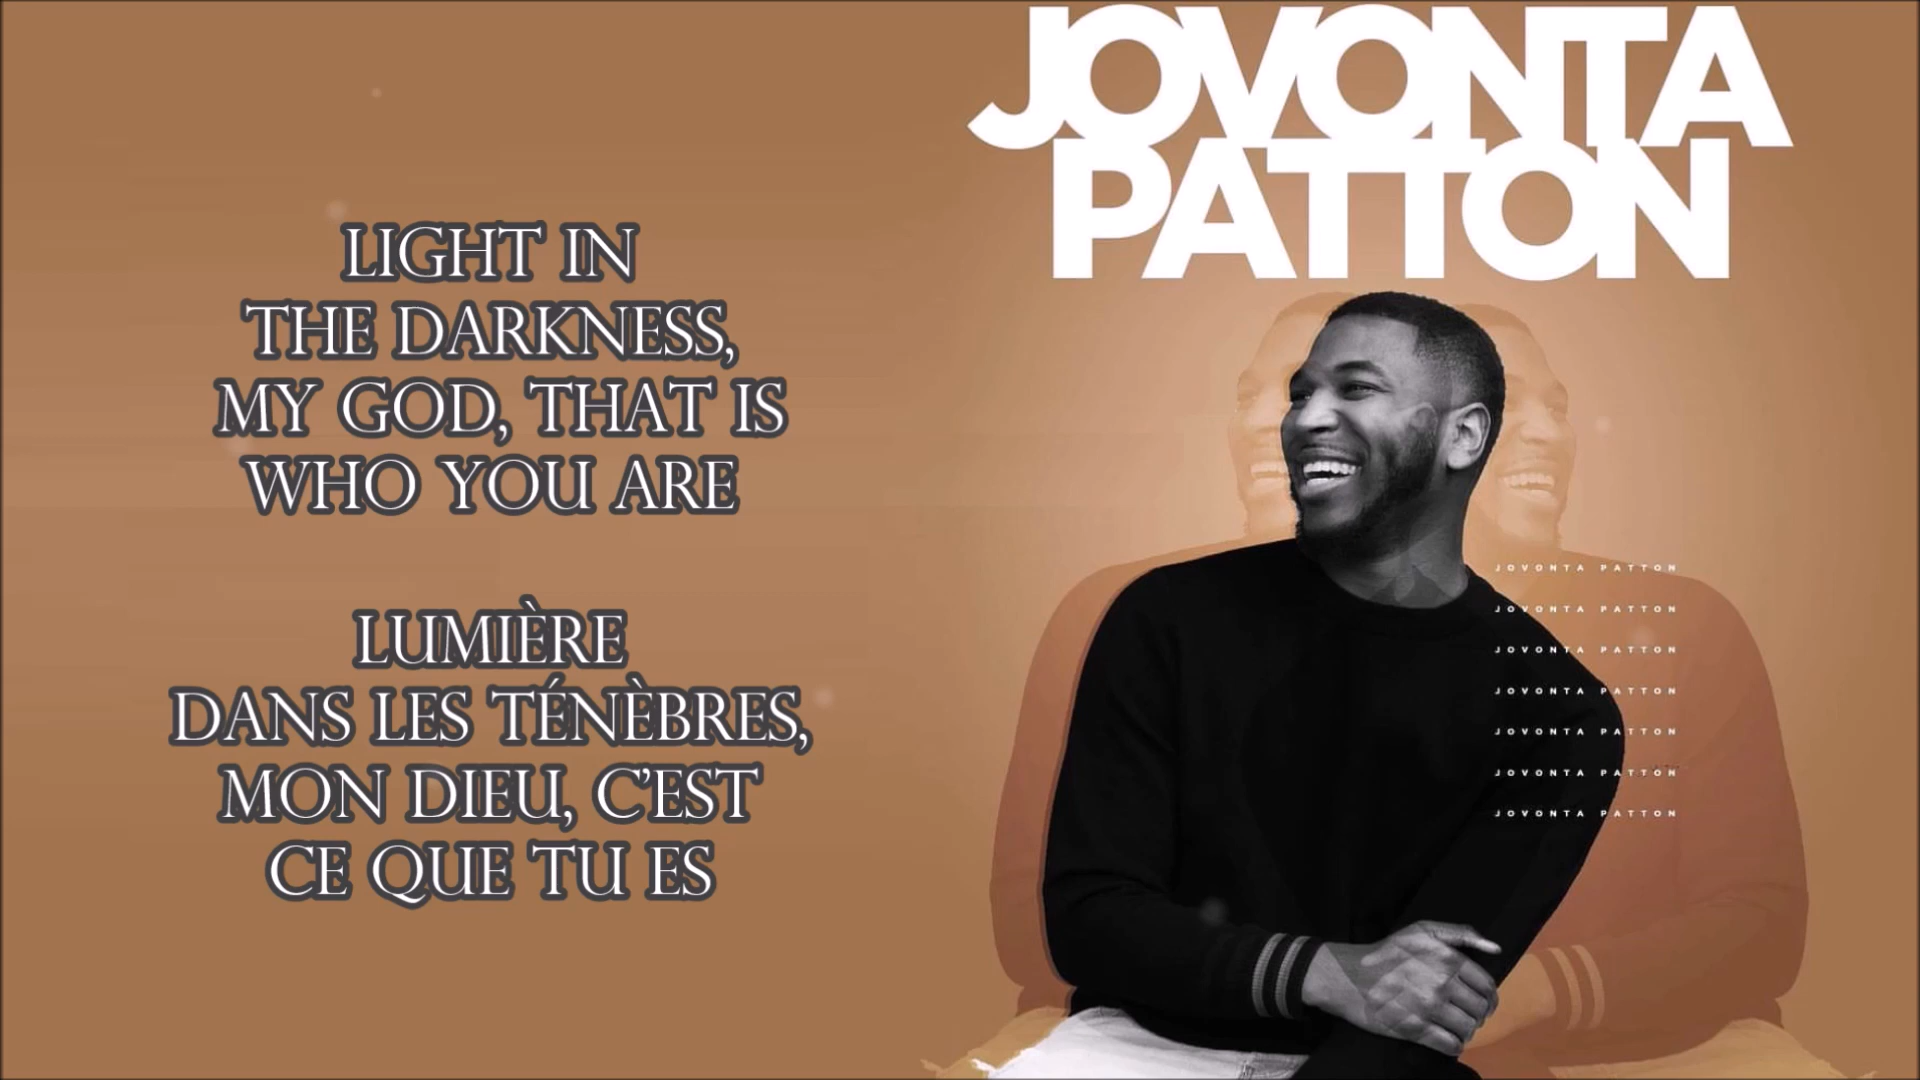 JOVONTA
PATTON
LIGHT IN
THE DARKNESS,
MY GOD, THAT IS
WHO YOU ARE
LUMIÈRE
DANS LES TÉNÈBRES,
MON DIEU, C'EST
CE QUE TU ES
JOVONTA PATTON
JOVONTA PATTON
JOVONTA PATTON
JOVONTA PATTON
JOVONTA PATTON
JOVONTA PATTON
JOVONTA PATTON